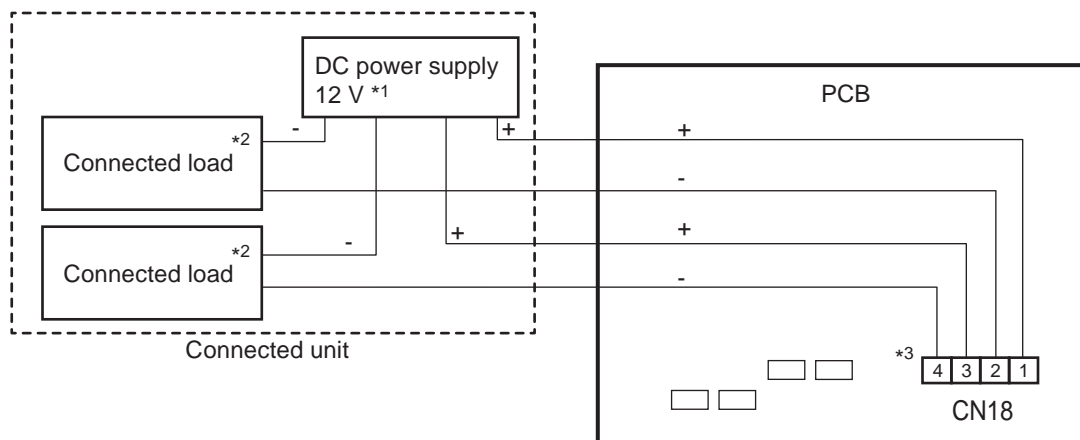 DC power supply
12 V *1
PCB
- + +
*2
Connected load
-
- + +
*2
Connected load
-
Connected unit
*3
4 3 2 1
CN18